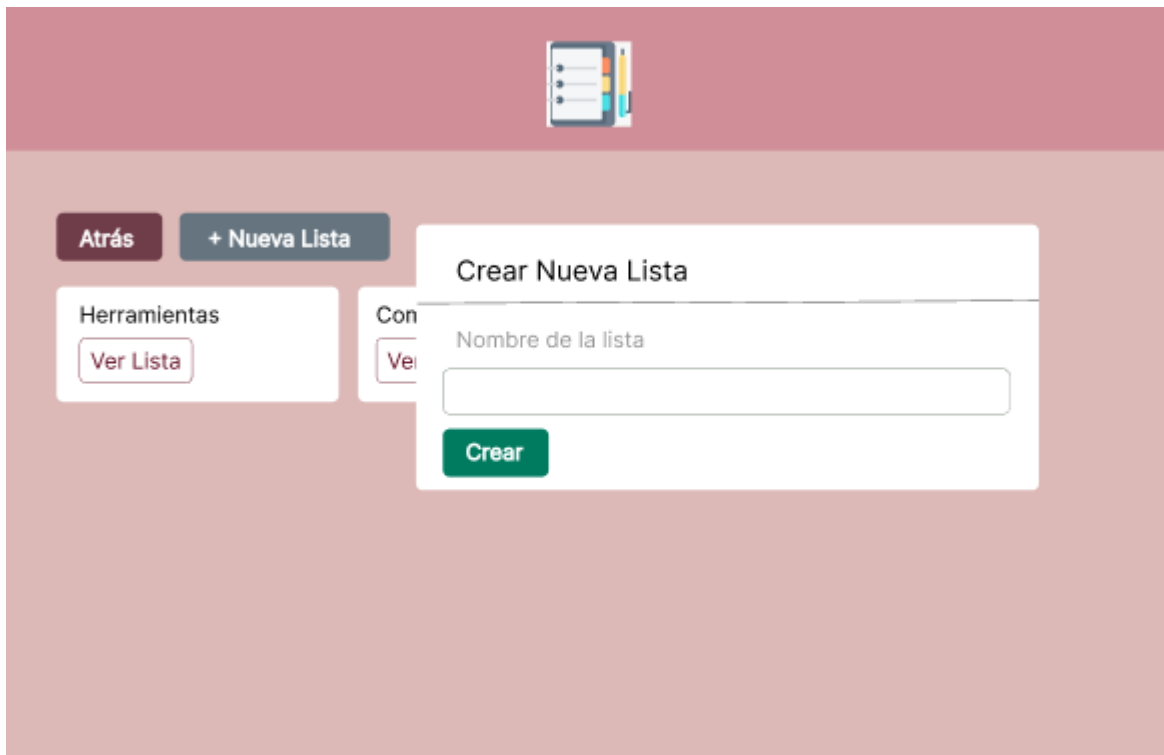 Atrás
+ Nueva Lista
Crear Nueva Lista
Herramientas
Ver Lista
Nombre de la lista
Crear